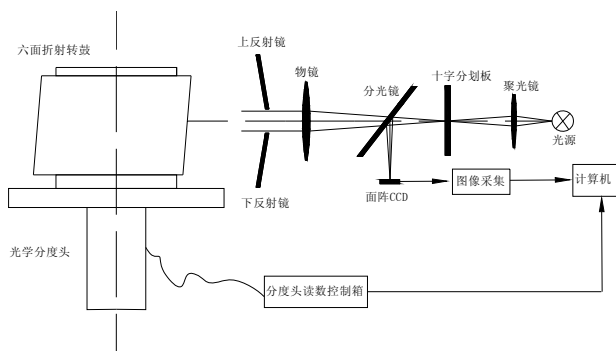 六面折射转鼓
上反射镜
物镜
分光镜
十字分划板
聚光镜
光源
下反射镜
面阵CCD
图像采集
计算机
光学分度头
分度头读数控制箱